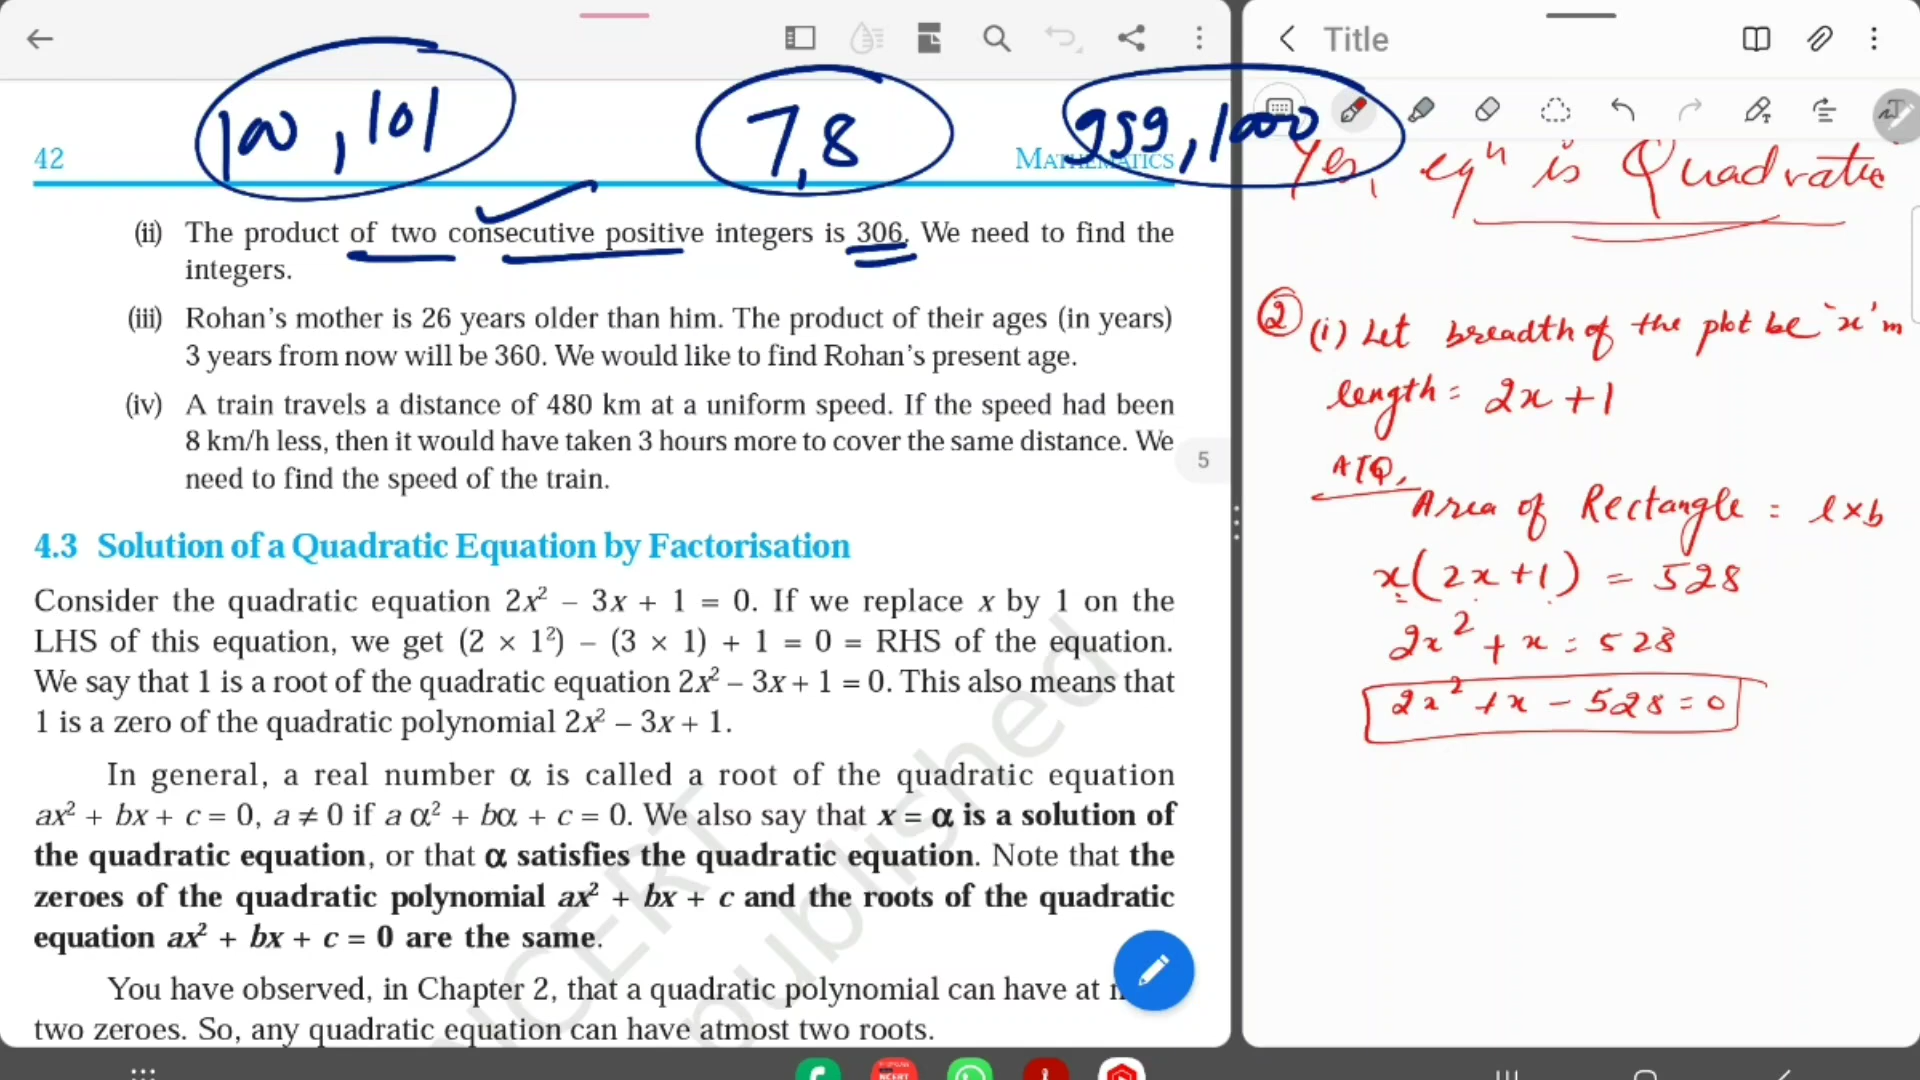 Title
100, 101
7,8
999, 1000
42
MATHEMATICS
(ii) The product of two consecutive positive integers is 306. We need to find the
integers.
(iii) Rohan's mother is 26 years older than him. The product of their ages (in years)
3 years from now will be 360. We would like to find Rohan's present age.
(iv) A train travels a distance of 480 km at a uniform speed. If the speed had been
8 km/h less, then it would have taken 3 hours more to cover the same distance. We
need to find the speed of the train.
5
4.3 Solution of a Quadratic Equation by Factorisation
Consider the quadratic equation 2x² – 3x + 1 = 0. If we replace x by 1 on the
LHS of this equation, we get (2 × 1²) – (3 × 1) + 1 = 0 = RHS of the equation.
We say that 1 is a root of the quadratic equation 2x² – 3x + 1 = 0. This also means that
1 is a zero of the quadratic polynomial 2x² – 3x + 1.
In general, a real number α is called a root of the quadratic equation
ax² + bx + c = 0, a ≠ 0 if a α² + bα + c = 0. We also say that x = α is a solution of
the quadratic equation, or that α satisfies the quadratic equation. Note that the
zeroes of the quadratic polynomial ax² + bx + c and the roots of the quadratic
equation ax² + bx + c = 0 are the same.
You have observed, in Chapter 2, that a quadratic polynomial can have at
two zeroes. So, any quadratic equation can have atmost two roots.
NCERT
published
Yes, eqⁿ is Quadratic
② (i) Let breadth of the plot be 'x' m
length = 2x + 1
ATQ,
Area of Rectangle = l×b
x(2x+1) = 528
2x² + x = 528
2x² + x – 528 = 0
NCERT